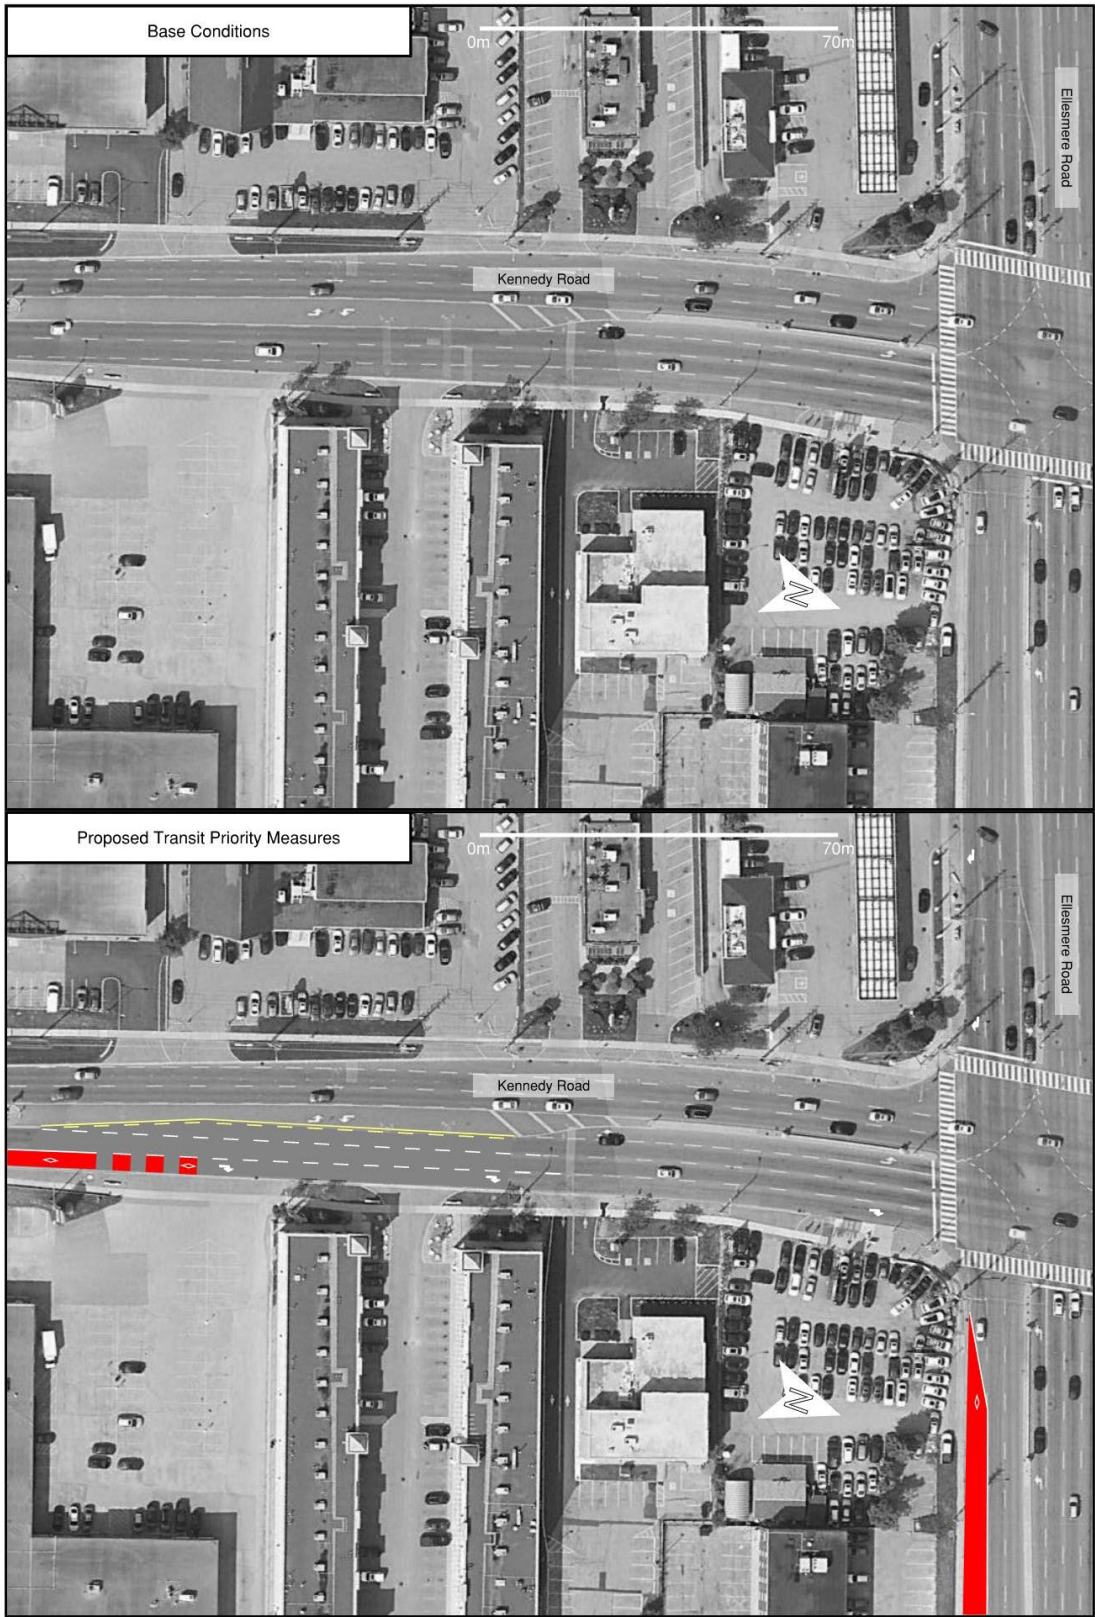 Base Conditions
0m 70m
Ellesmere Road
Kennedy Road
N
Proposed Transit Priority Measures
0m 70m
Ellesmere Road
Kennedy Road
N